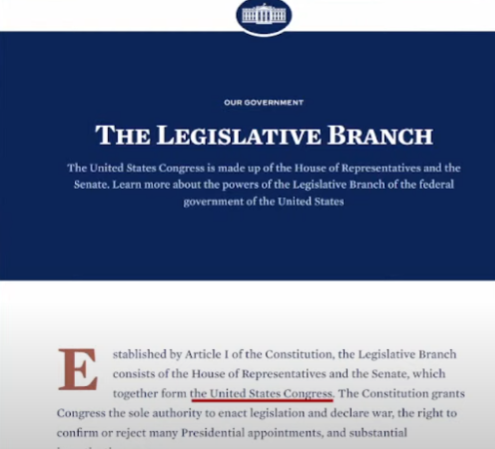 OUR GOVERNMENT
THE LEGISLATIVE BRANCH
The United States Congress is made up of the House of Representatives and the
Senate. Learn more about the powers of the Legislative Branch of the federal
government of the United States
Established by Article I of the Constitution, the Legislative Branch
consists of the House of Representatives and the Senate, which
together form the United States Congress. The Constitution grants
Congress the sole authority to enact legislation and declare war, the right to
confirm or reject many Presidential appointments, and substantial